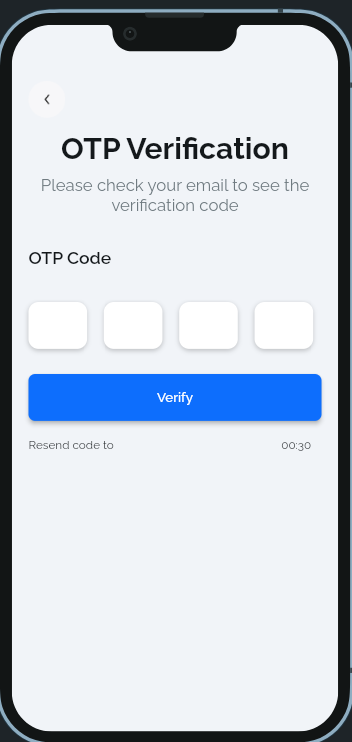 OTP Verification
Please check your email to see the
verification code
OTP Code
Verify
Resend code to 00:30